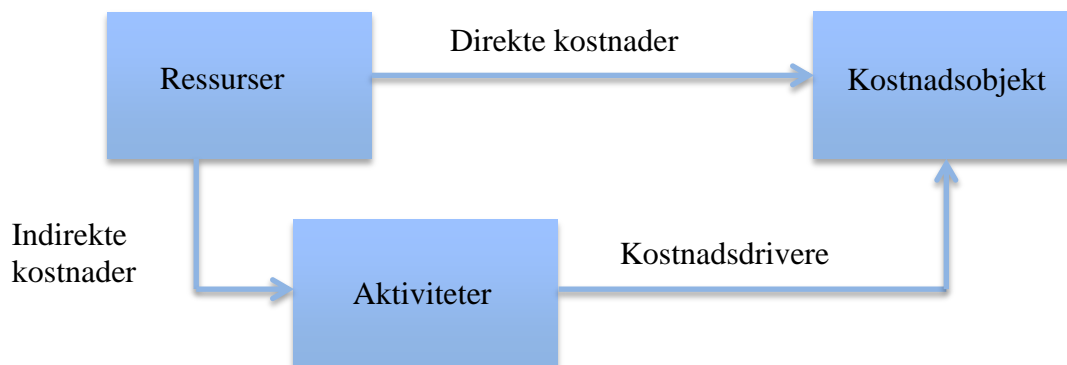 Direkte kostnader
Ressurser
Kostnadsobjekt
Indirekte
kostnader
Kostnadsdrivere
Aktiviteter